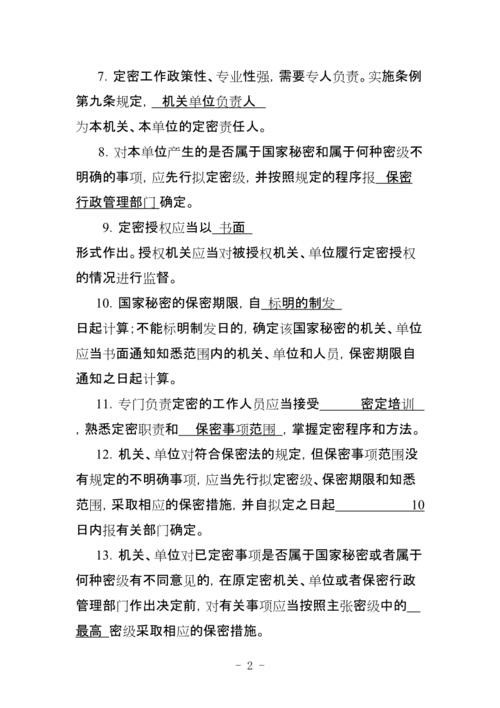 7. 定密工作政策性、专业性强，需要专人负责。实施条例
第九条规定， 机关单位负责人
为本机关、本单位的定密责任人。
8. 对本单位产生的是否属于国家秘密和属于何种密级不
明确的事项，应先行拟定密级，并按照规定的程序报 保密
行政管理部门 确定。
9. 定密授权应当以 书面
形式作出。授权机关应当对被授权机关、单位履行定密授权
的情况进行监督。
10. 国家秘密的保密期限，自 标明的制发
日起计算；不能标明制发日的，确定该国家秘密的机关、单位
应当书面通知知悉范围内的机关、单位和人员，保密期限自
通知之日起计算。
11. 专门负责定密的工作人员应当接受 密定培训
，熟悉定密职责和 保密事项范围 ，掌握定密程序和方法。
12. 机关、单位对符合保密法的规定，但保密事项范围没
有规定的不明确事项，应当先行拟定密级、保密期限和知悉
范围，采取相应的保密措施，并自拟定之日起 10
日内报有关部门确定。
13. 机关、单位对已定密事项是否属于国家秘密或者属于
何种密级有不同意见的，在原定密机关、单位或者保密行政
管理部门作出决定前，对有关事项应当按照主张密级中的
最高 密级采取相应的保密措施。
- 2 -